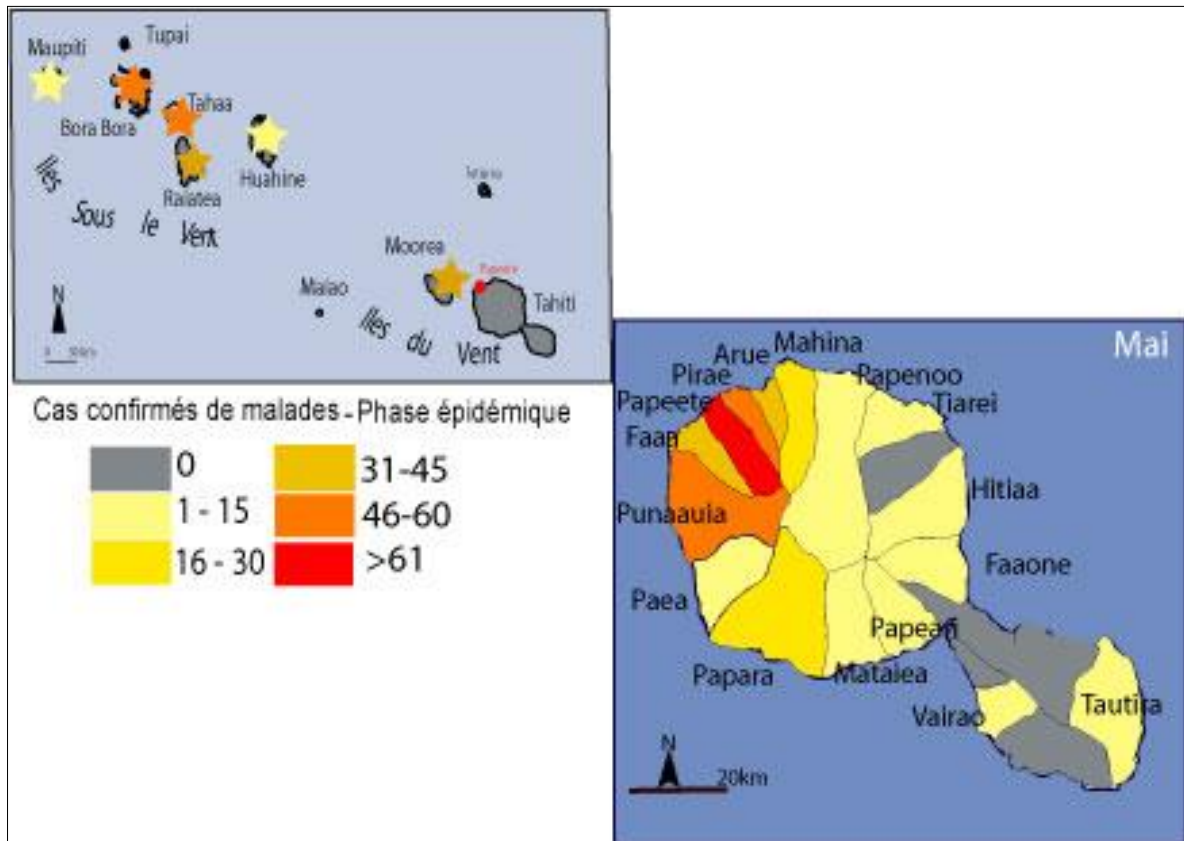 Tupai
Maupiti
Bora Bora
Tahaa
Raiatea
Huahine
Iles Sous le Vent
Moorea
Papeete
Maiao
Tahiti
Iles du Vent
N
Cas confirmés de malades - Phase épidémique
0
31-45
1 - 15
46-60
16 - 30
>61
Mai
Mahina
Arue
Papenoo
Pirae
Tiarei
Papeete
Faaa
Hitiaa
Punaauia
Faaone
Paea
Papeari
Papara
Mataiea
Vairao
Tautira
N
20km